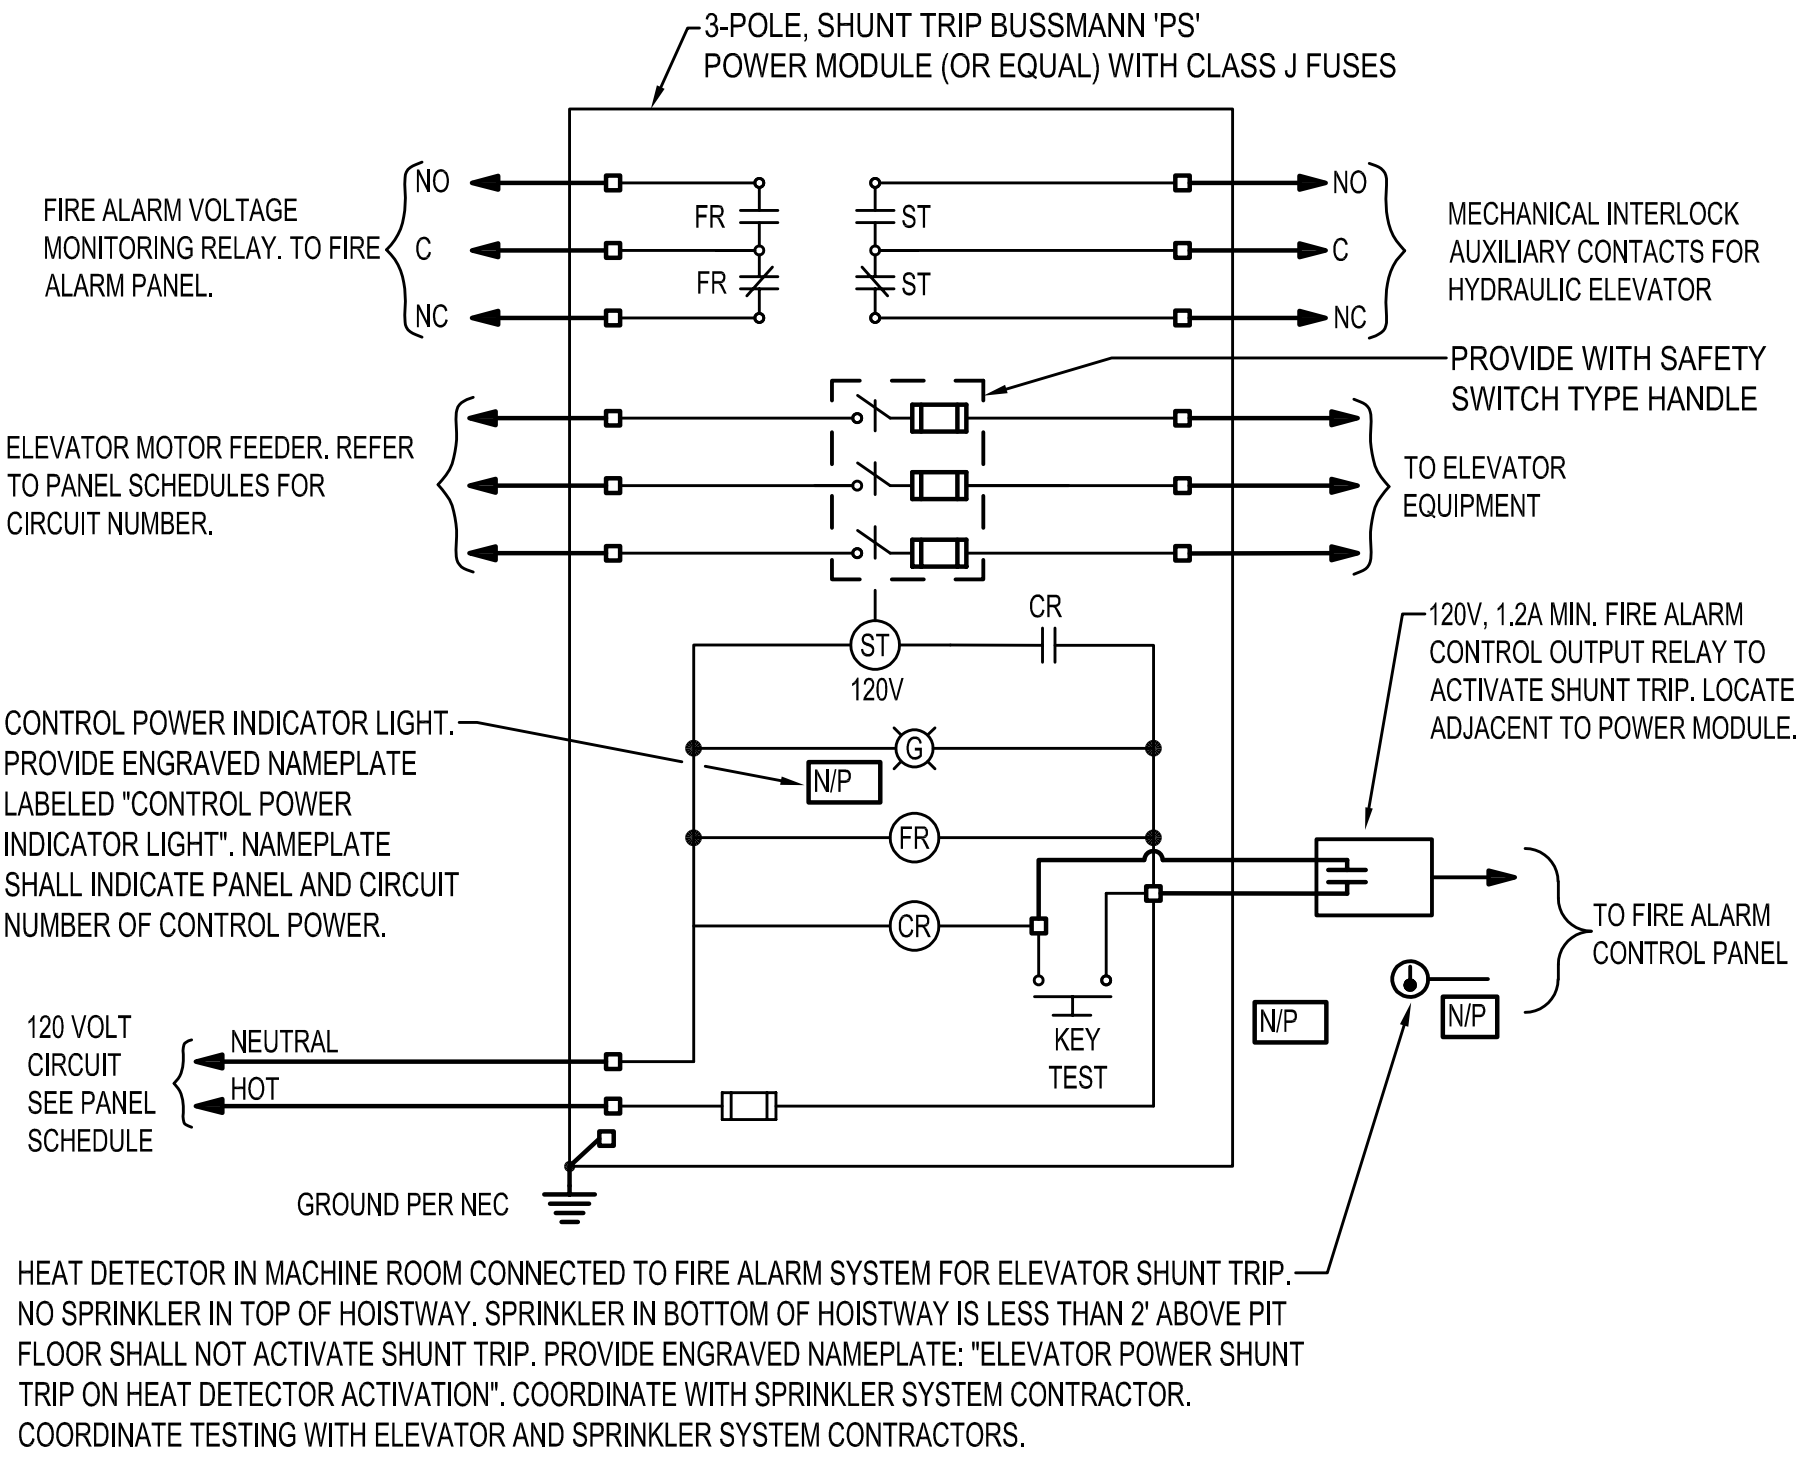 3-POLE, SHUNT TRIP BUSSMANN 'PS'
POWER MODULE (OR EQUAL) WITH CLASS J FUSES
FIRE ALARM VOLTAGE
MONITORING RELAY. TO FIRE
ALARM PANEL.
NO
C
NC
FR
FR
ST
ST
NO
C
NC
MECHANICAL INTERLOCK
AUXILIARY CONTACTS FOR
HYDRAULIC ELEVATOR
PROVIDE WITH SAFETY
SWITCH TYPE HANDLE
ELEVATOR MOTOR FEEDER. REFER
TO PANEL SCHEDULES FOR
CIRCUIT NUMBER.
TO ELEVATOR
EQUIPMENT
CR
ST
120V
120V, 1.2A MIN. FIRE ALARM
CONTROL OUTPUT RELAY TO
ACTIVATE SHUNT TRIP. LOCATE
ADJACENT TO POWER MODULE.
CONTROL POWER INDICATOR LIGHT.
PROVIDE ENGRAVED NAMEPLATE
LABELED "CONTROL POWER
INDICATOR LIGHT". NAMEPLATE
SHALL INDICATE PANEL AND CIRCUIT
NUMBER OF CONTROL POWER.
G
N/P
FR
CR
TO FIRE ALARM
CONTROL PANEL
N/P
N/P
KEY
TEST
120 VOLT
CIRCUIT
SEE PANEL
SCHEDULE
NEUTRAL
HOT
GROUND PER NEC
HEAT DETECTOR IN MACHINE ROOM CONNECTED TO FIRE ALARM SYSTEM FOR ELEVATOR SHUNT TRIP.
NO SPRINKLER IN TOP OF HOISTWAY. SPRINKLER IN BOTTOM OF HOISTWAY IS LESS THAN 2' ABOVE PIT
FLOOR SHALL NOT ACTIVATE SHUNT TRIP. PROVIDE ENGRAVED NAMEPLATE: "ELEVATOR POWER SHUNT
TRIP ON HEAT DETECTOR ACTIVATION". COORDINATE WITH SPRINKLER SYSTEM CONTRACTOR.
COORDINATE TESTING WITH ELEVATOR AND SPRINKLER SYSTEM CONTRACTORS.